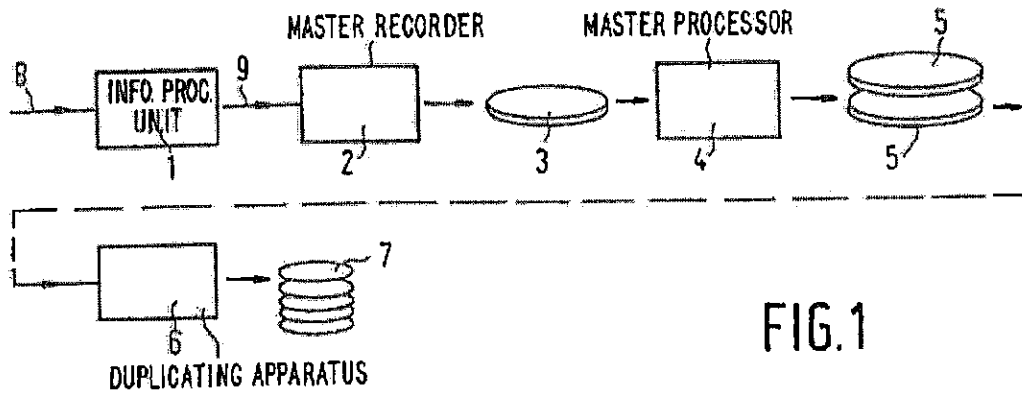 MASTER RECORDER
MASTER PROCESSOR
5
8
INFO. PROC.
UNIT
9
1
2
3
4
5
7
6
DUPLICATING APPARATUS
FIG.1